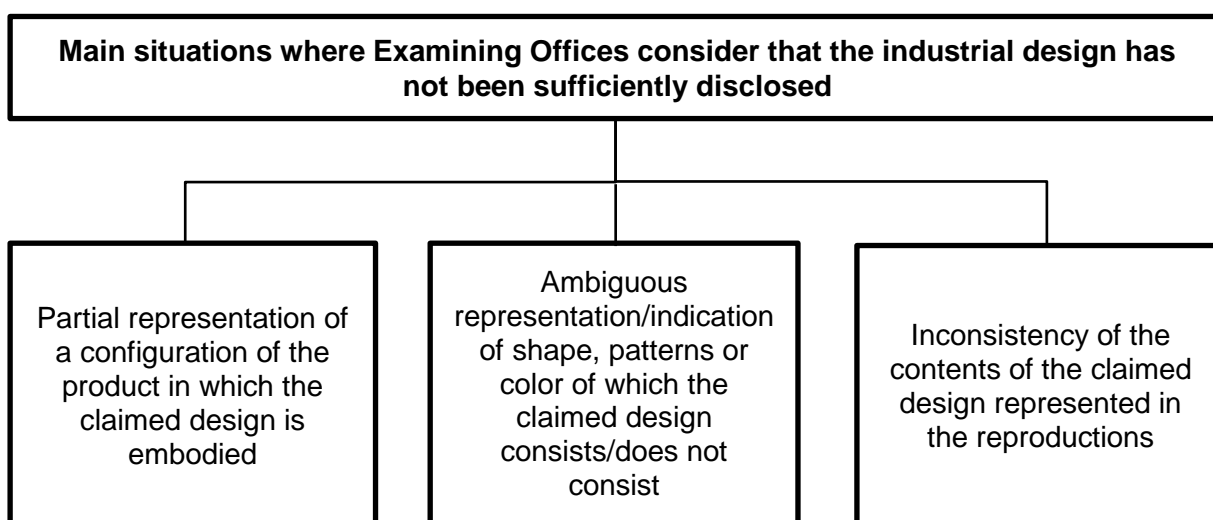 Main situations where Examining Offices consider that the industrial design has
not been sufficiently disclosed
Partial representation of
a configuration of the
product in which the
claimed design is
embodied
Ambiguous
representation/indication
of shape, patterns or
color of which the
claimed design
consists/does not
consist
Inconsistency of the
contents of the claimed
design represented in
the reproductions